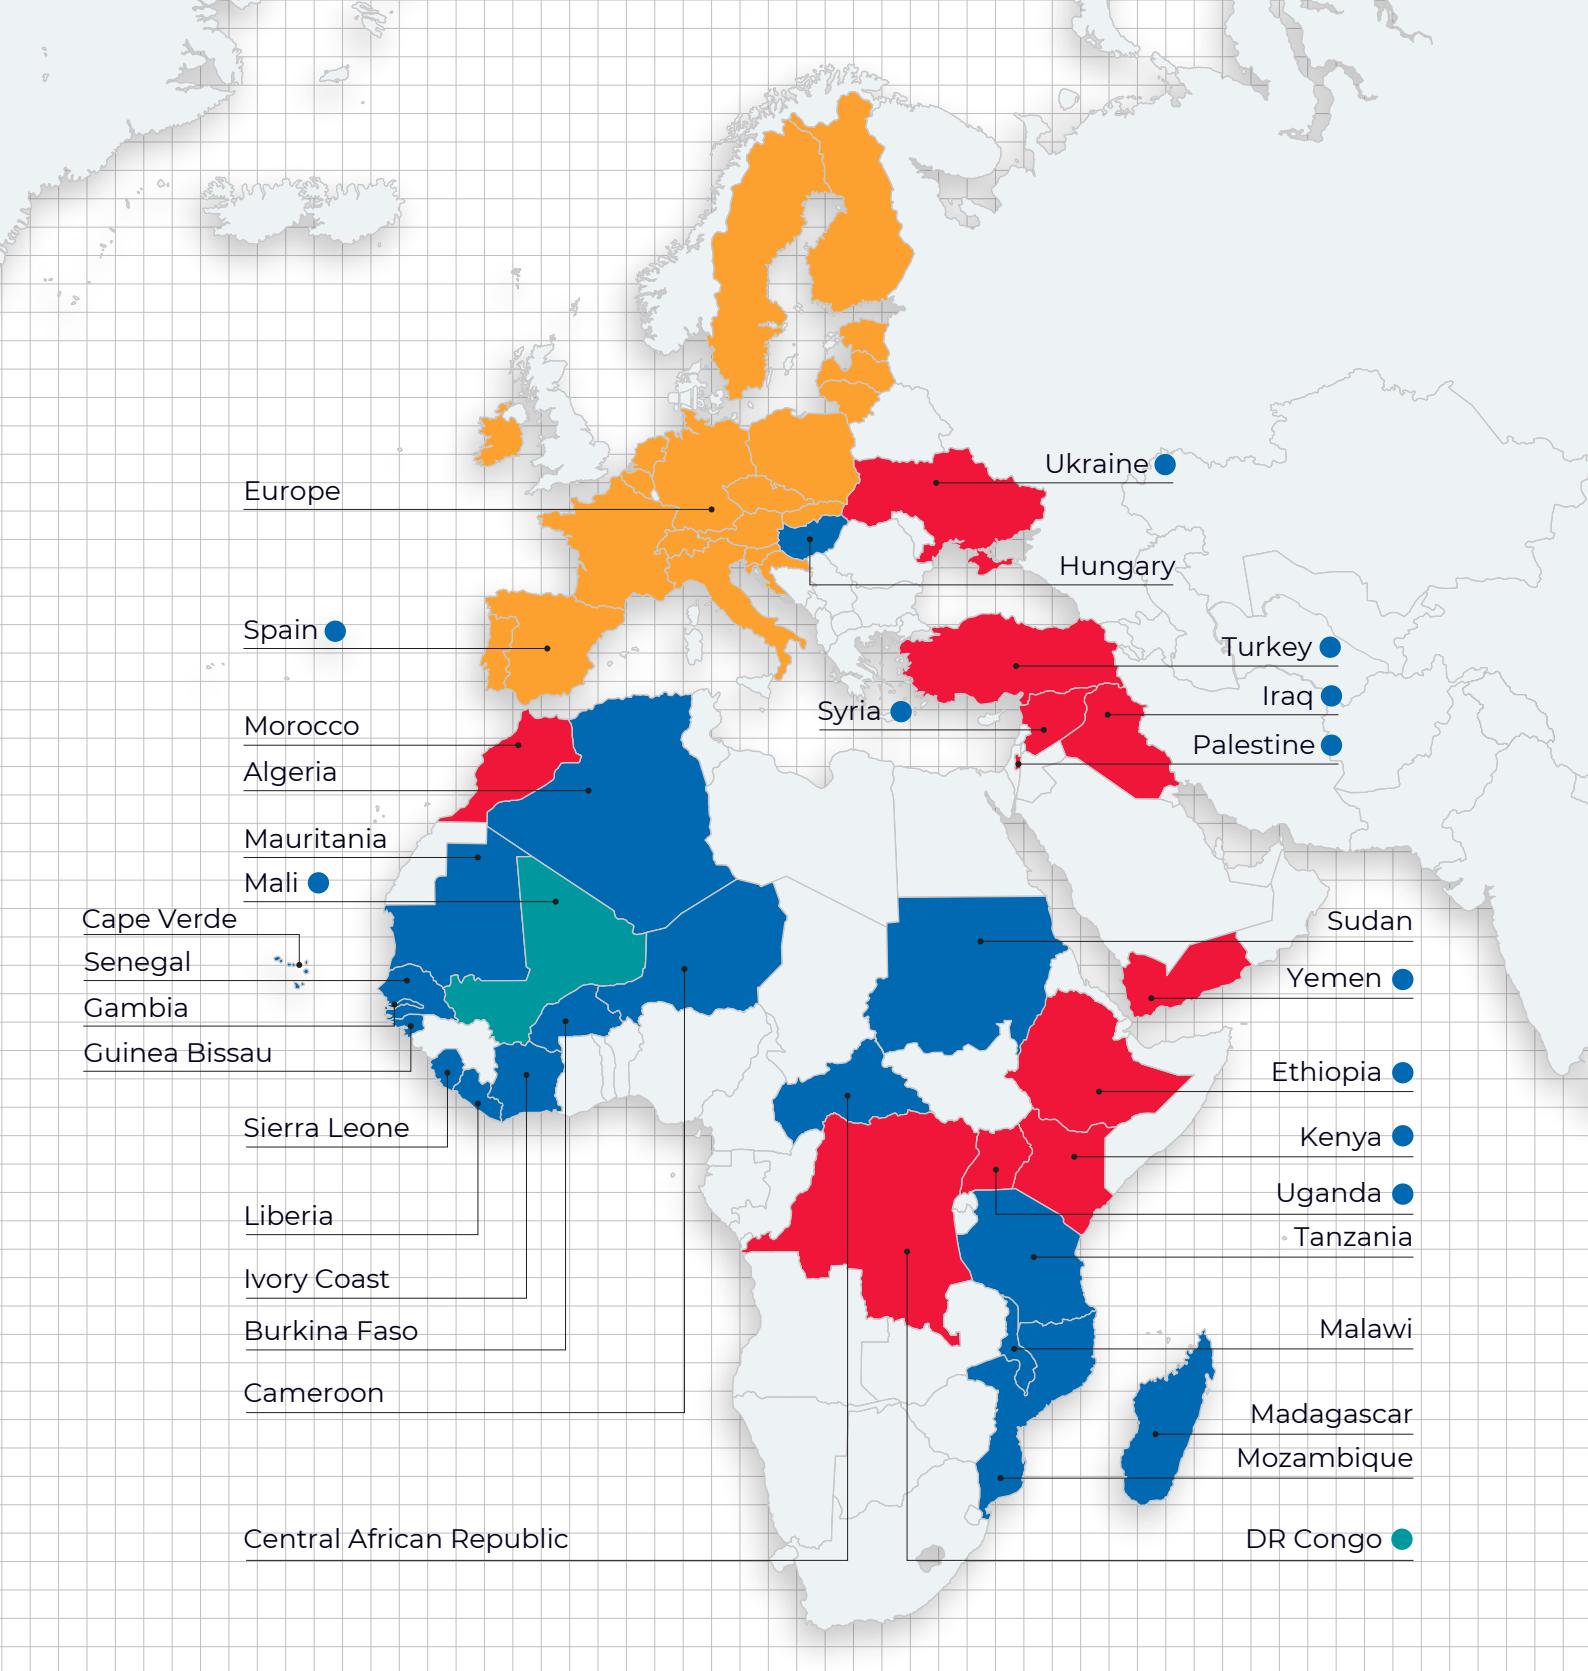 Europe
Ukraine
Hungary
Spain
Turkey
Iraq
Syria
Palestine
Morocco
Algeria
Mauritania
Mali
Cape Verde
Senegal
Gambia
Guinea Bissau
Sierra Leone
Liberia
Ivory Coast
Burkina Faso
Cameroon
Central African Republic
Sudan
Yemen
Ethiopia
Kenya
Uganda
Tanzania
Malawi
Madagascar
Mozambique
DR Congo